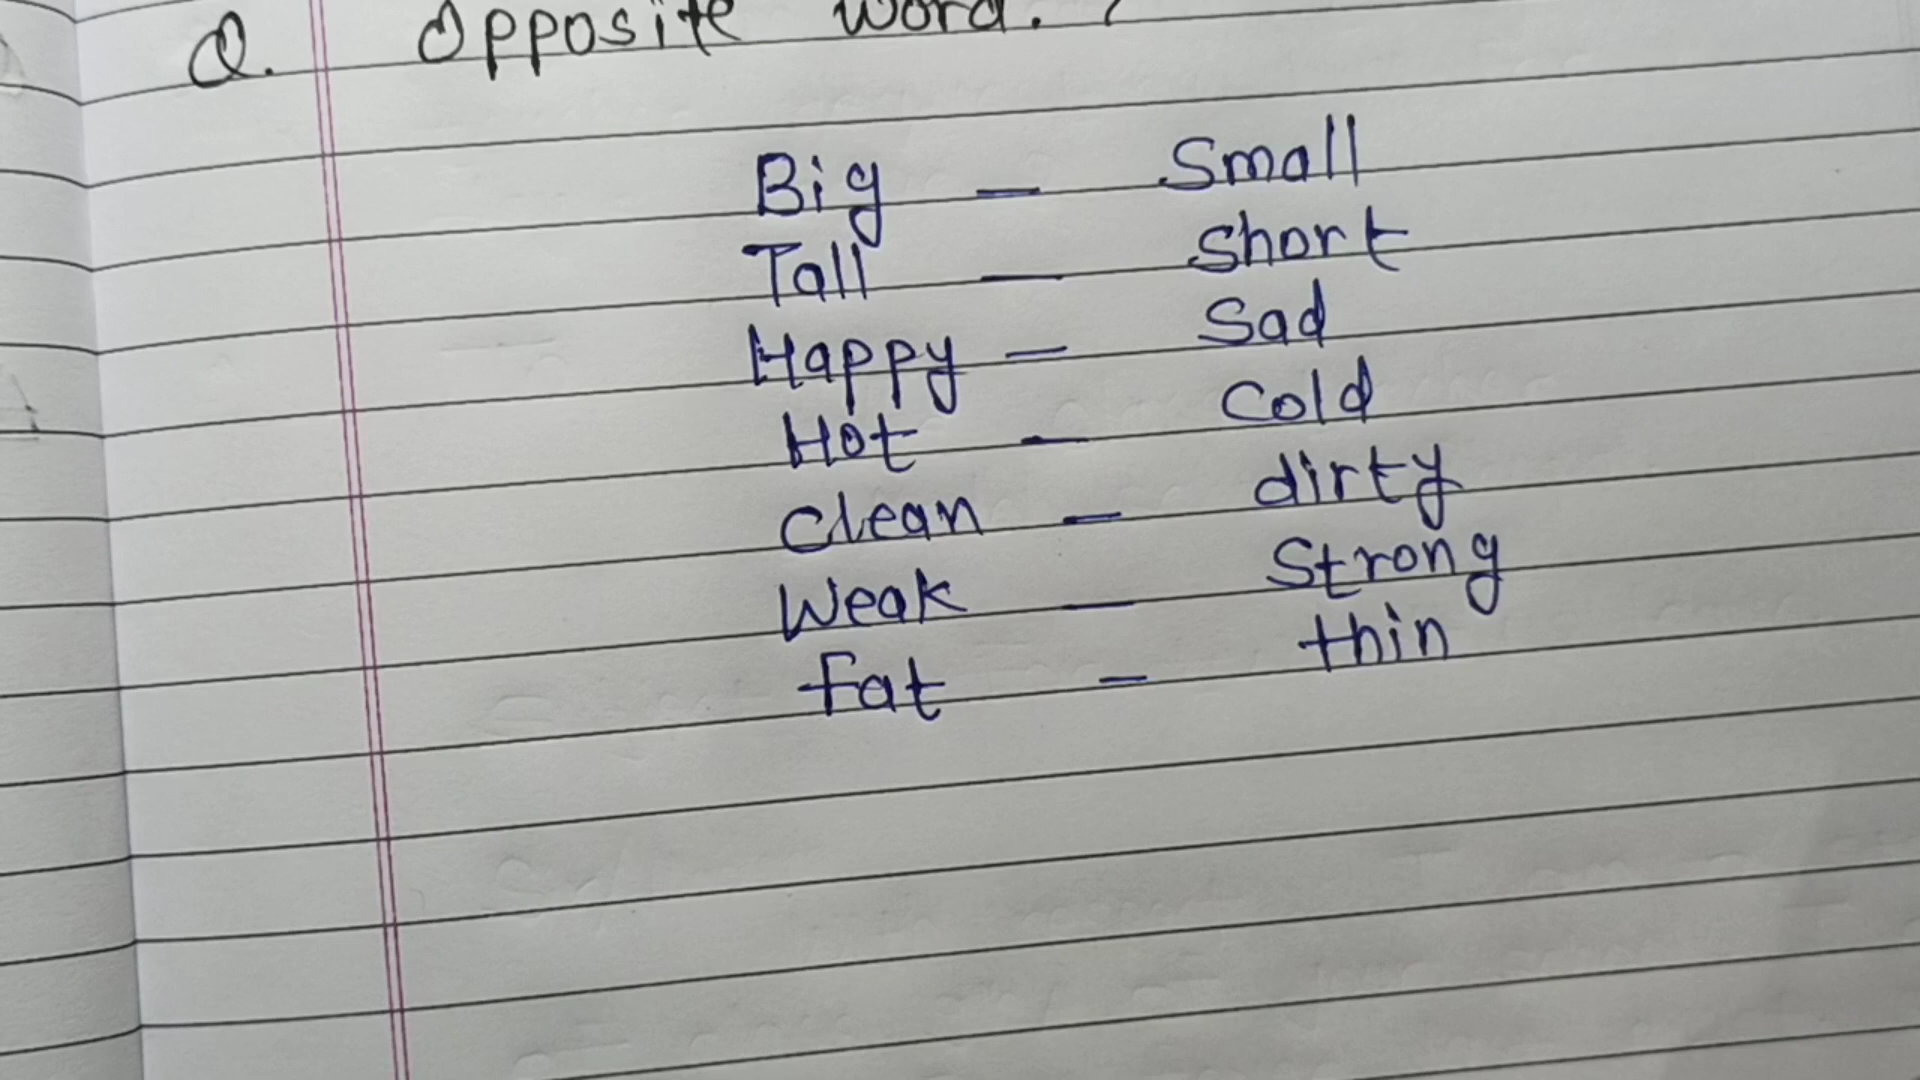 Q. Opposite word.
Big — Small
Tall — Short
Happy — Sad
Hot — Cold
Clean — dirty
Weak — Strong
Fat — thin